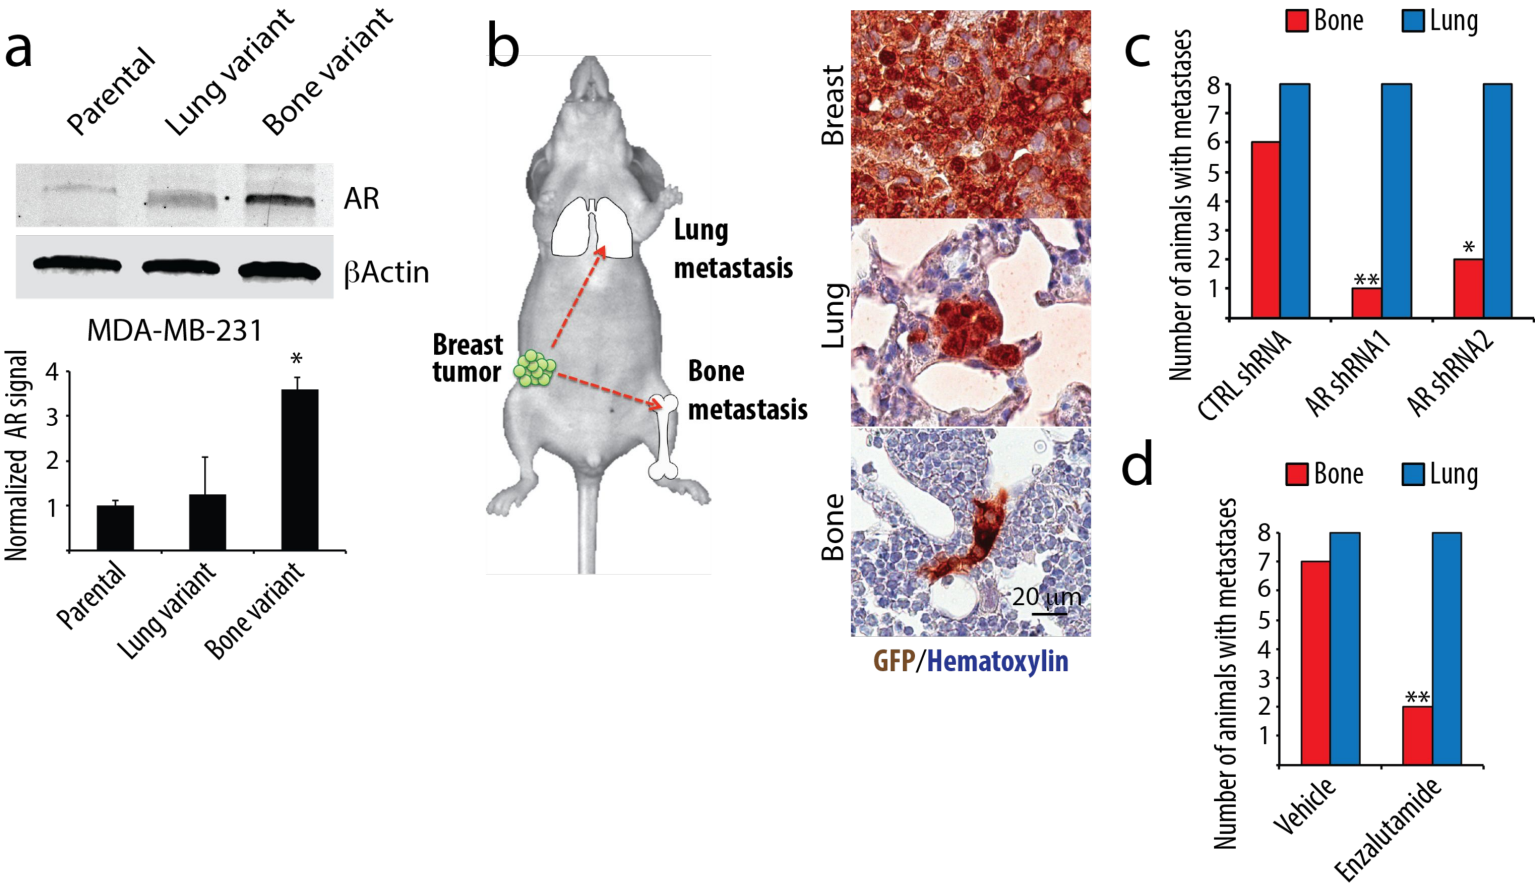 a
Parental
Lung variant
Bone variant
AR
βActin
MDA-MB-231
Normalized AR signal
4
3
2
1
*
Parental
Lung variant
Bone variant
b
Lung
metastasis
Breast
tumor
Bone
metastasis
Breast
Lung
Bone
20 μm
GFP/Hematoxylin
c
Bone
Lung
Number of animals with metastases
8
7
6
5
4
3
2
1
**
*
CTRL shRNA
AR shRNA1
AR shRNA2
d
Bone
Lung
Number of animals with metastases
8
7
6
5
4
3
2
1
**
Vehicle
Enzalutamide